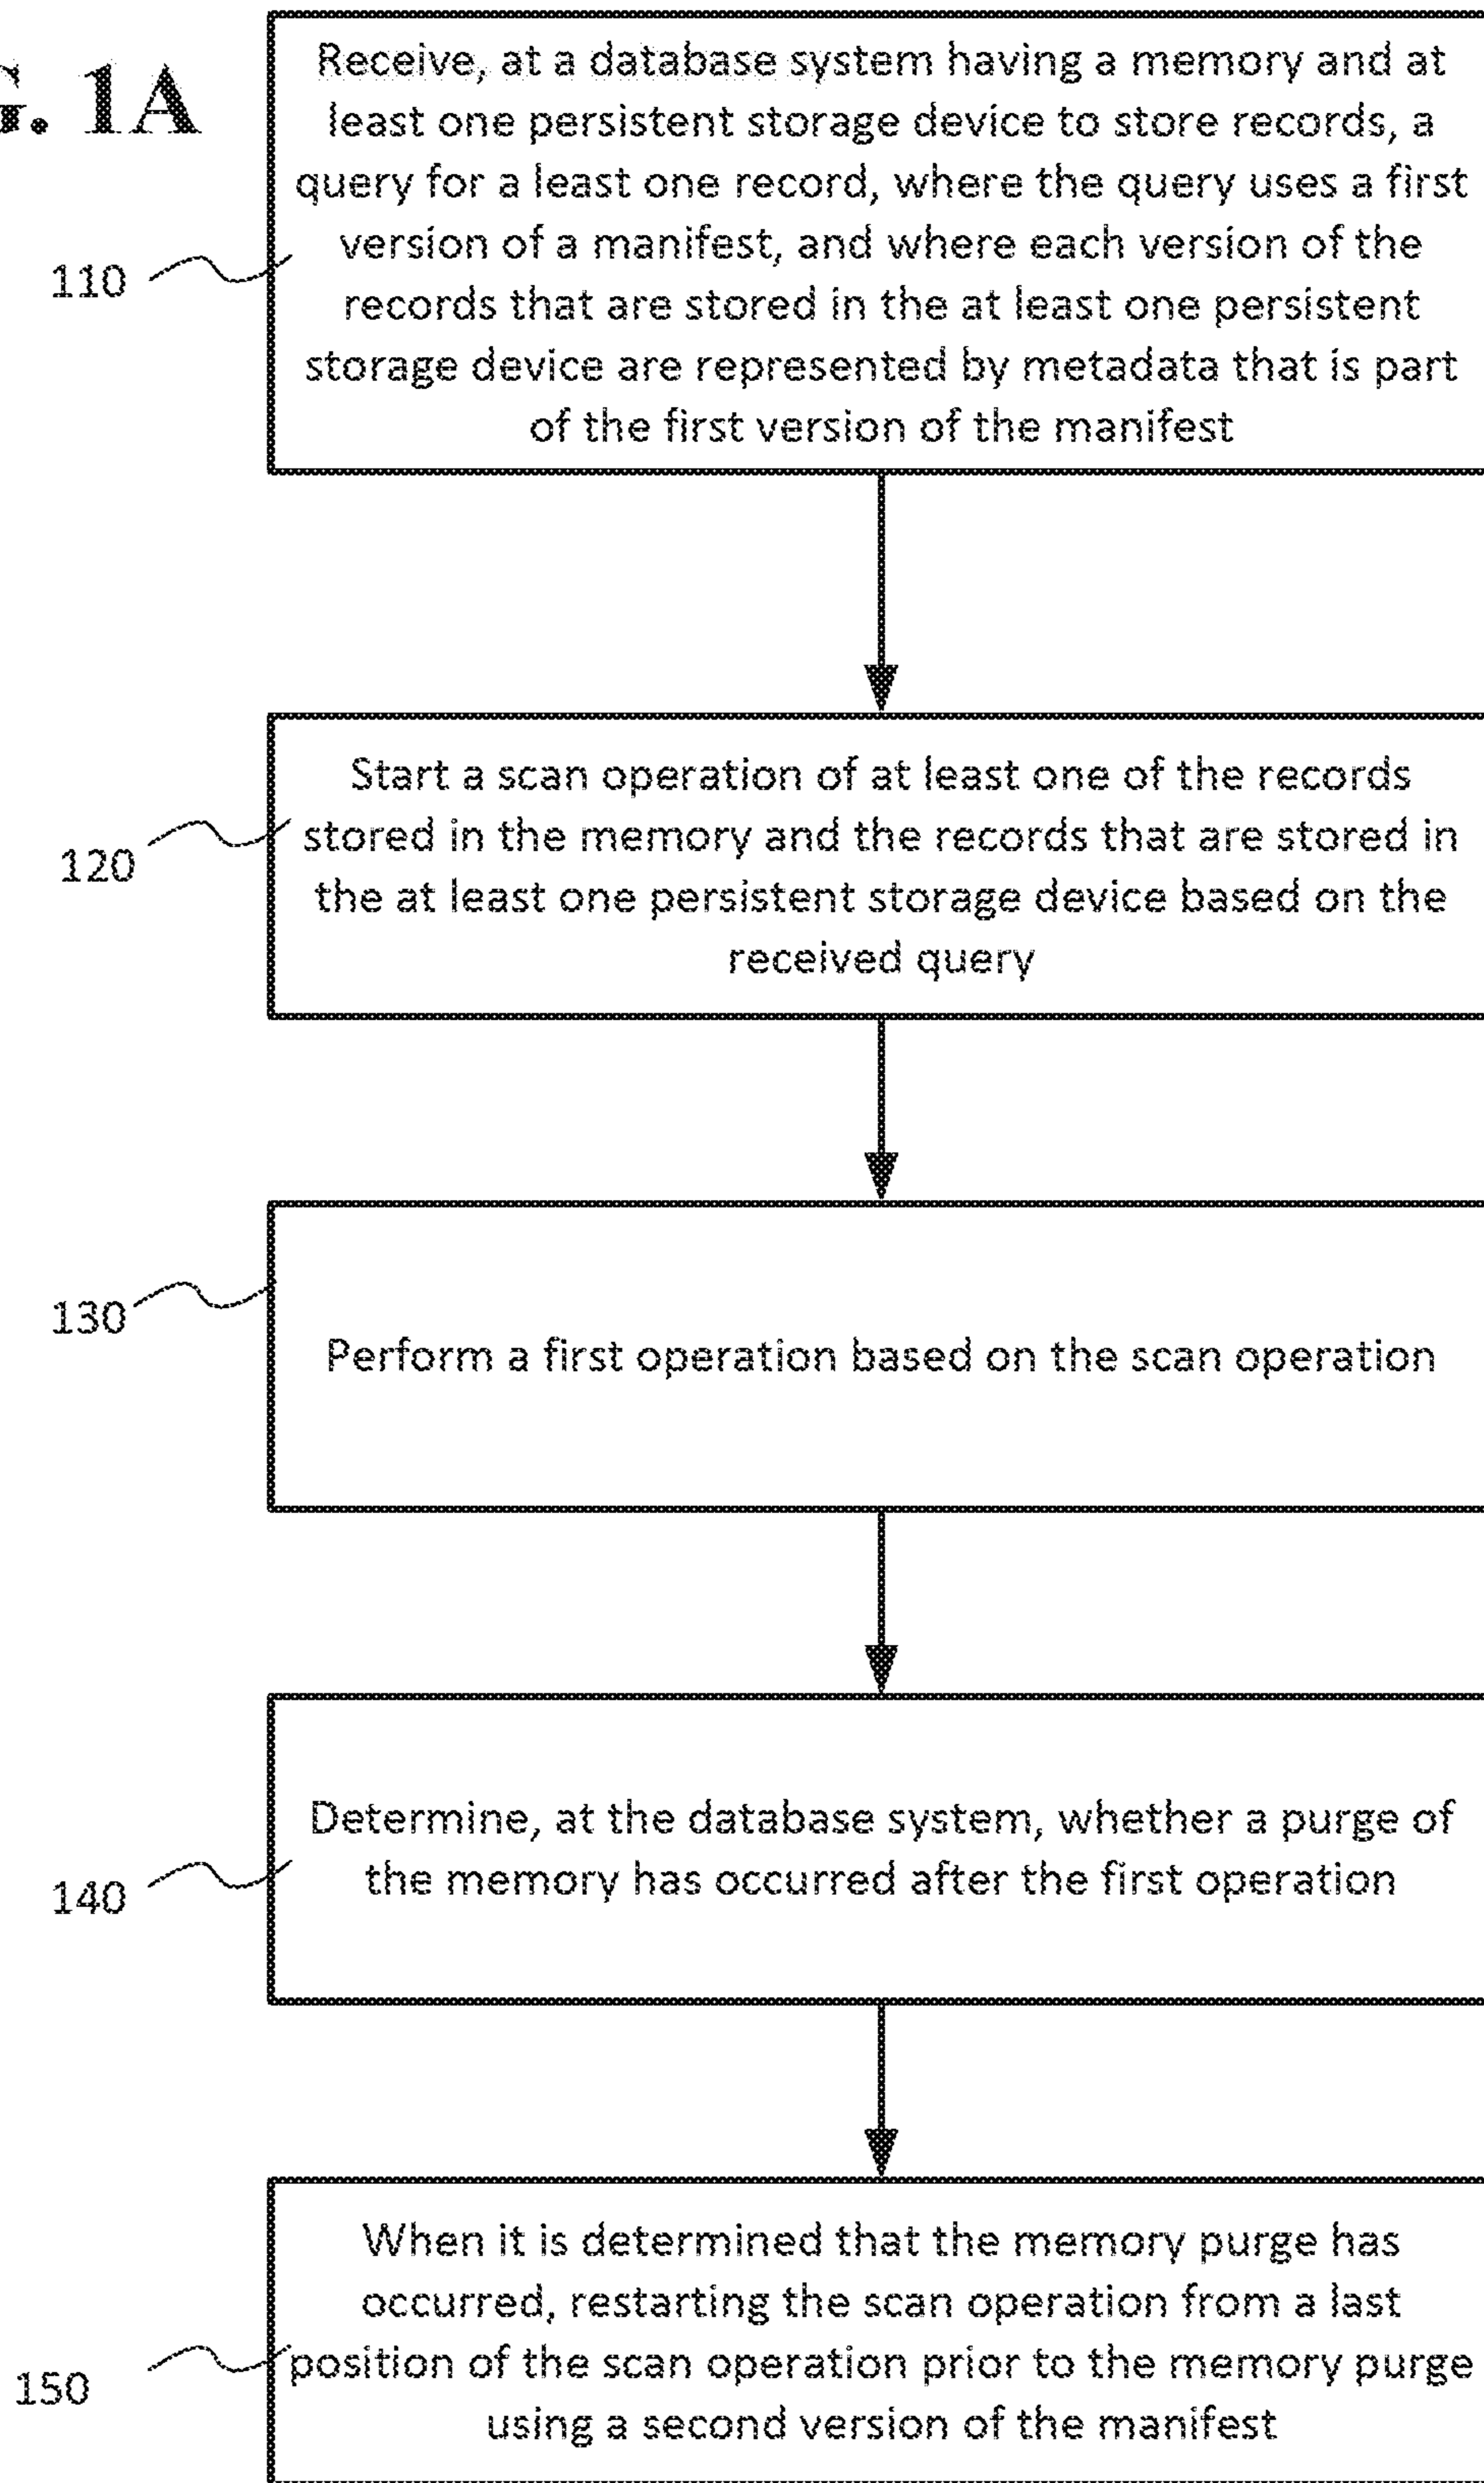 G. 1A
Receive, at a database system having a memory and at
least one persistent storage device to store records, a
query for a least one record, where the query uses a first
version of a manifest, and where each version of the
records that are stored in the at least one persistent
storage device are represented by metadata that is part
of the first version of the manifest
110
Start a scan operation of at least one of the records
stored in the memory and the records that are stored in
the at least one persistent storage device based on the
received query
120
Perform a first operation based on the scan operation
130
Determine, at the database system, whether a purge of
the memory has occurred after the first operation
140
When it is determined that the memory purge has
occurred, restarting the scan operation from a last
position of the scan operation prior to the memory purge
using a second version of the manifest
150